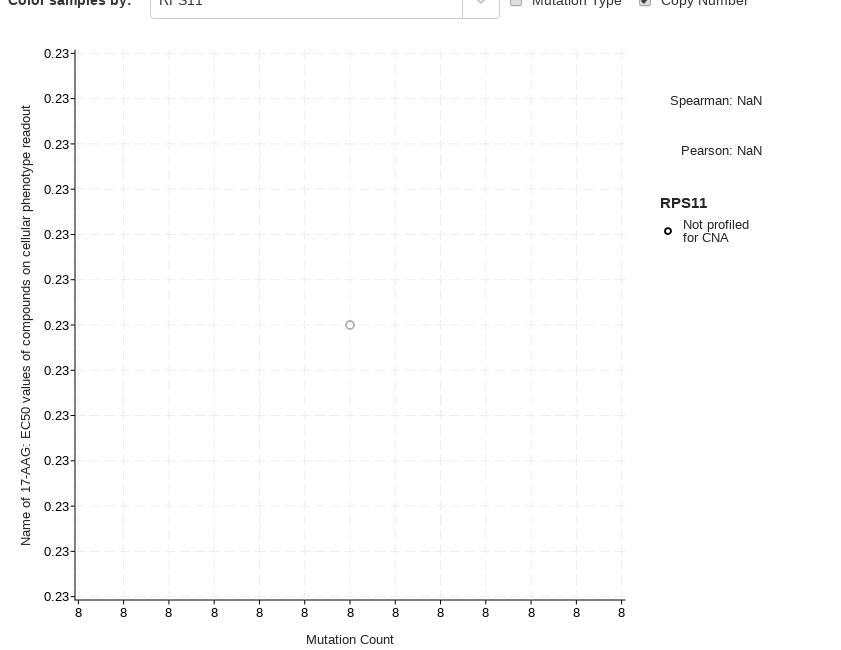 Color samples by:
RPS11
Mutation Type
Copy Number
0.23
0.23
0.23
0.23
0.23
0.23
0.23
0.23
0.23
0.23
0.23
0.23
0.23
Name of 17-AAG: EC50 values of compounds on cellular phenotype readout
8 8 8 8 8 8 8 8 8 8 8 8 8
Mutation Count
Spearman: NaN
Pearson: NaN
RPS11
Not profiled
for CNA